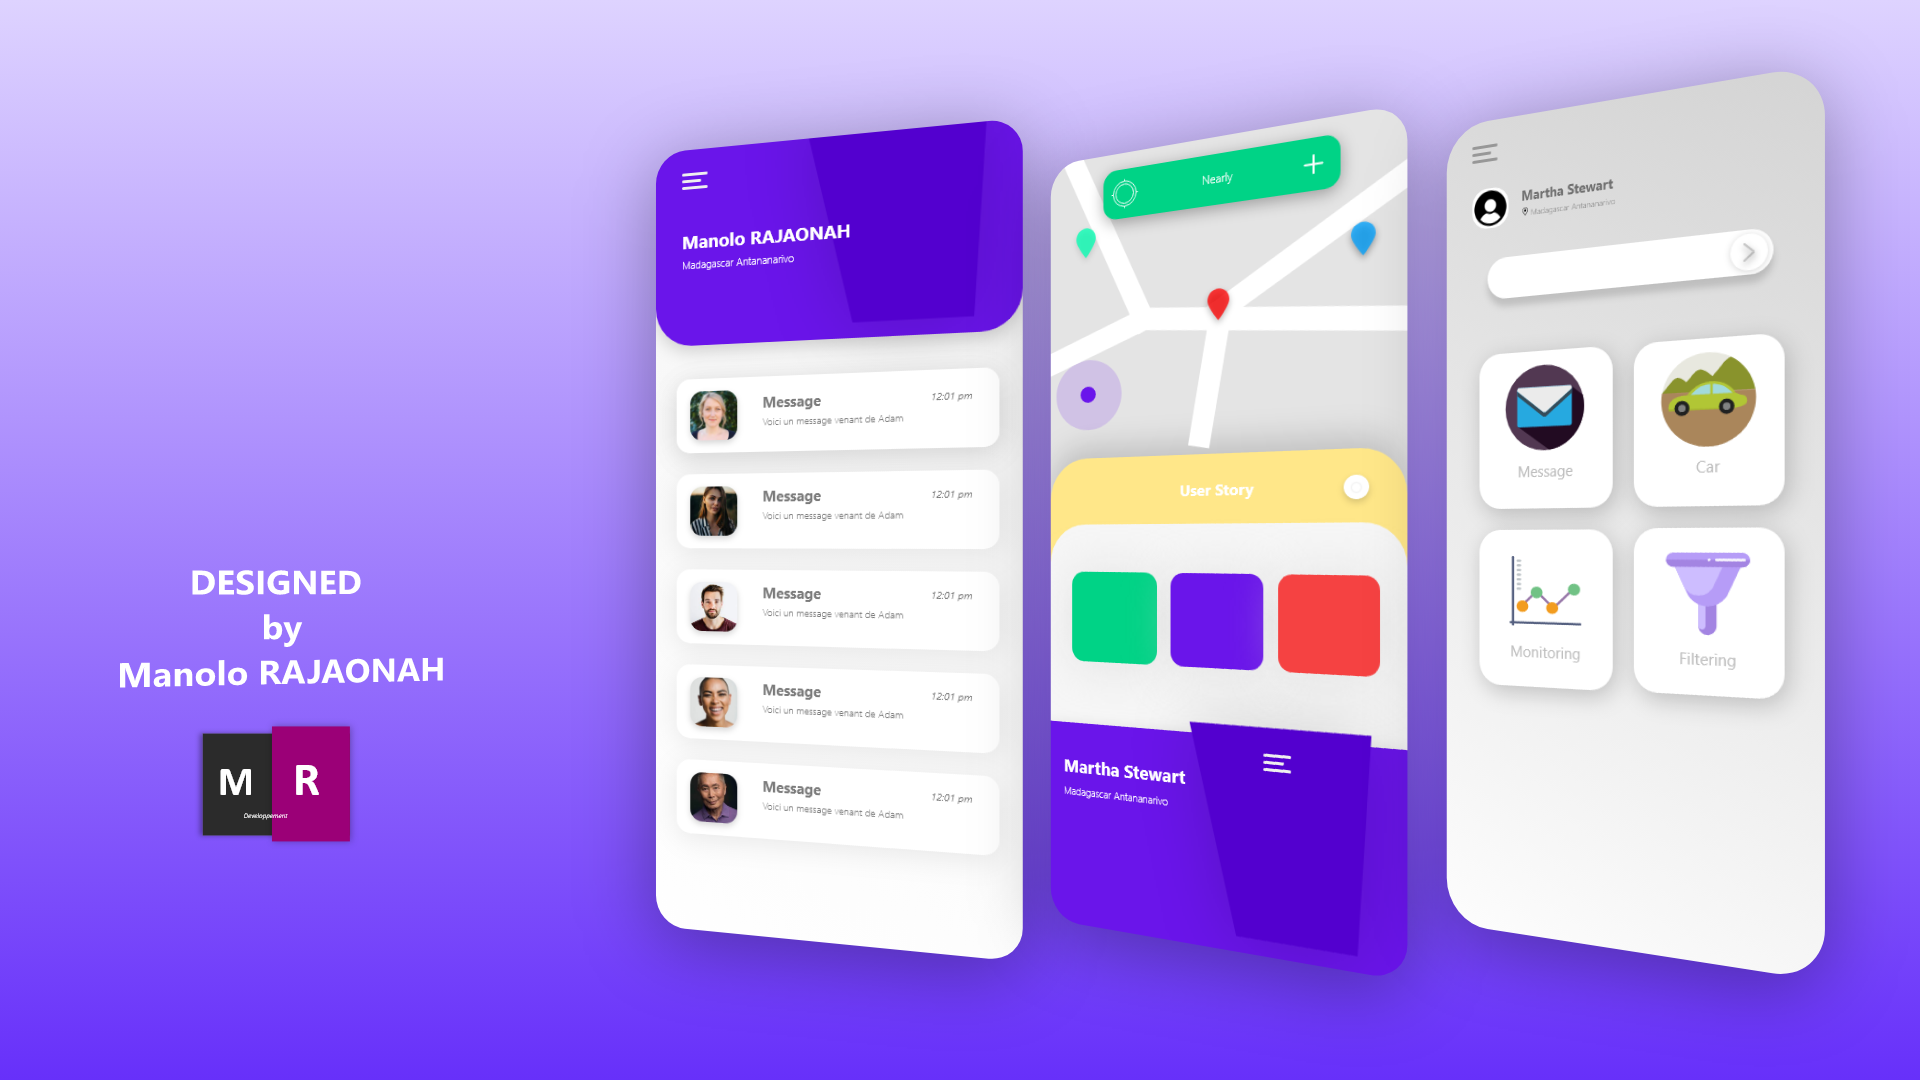 DESIGNED
by
Manolo RAJAONAH
M R
Developpement
Manolo RAJAONAH
Madagascar Antananarivo
Message 12:01 pm
Voici un message venant de Adam
Message 12:01 pm
Voici un message venant de Adam
Message 12:01 pm
Voici un message venant de Adam
Message 12:01 pm
Voici un message venant de Adam
Message 12:01 pm
Voici un message venant de Adam
Nearly
User Story
Martha Stewart
Madagascar Antananarivo
Martha Stewart
Madagascar Antananarivo
Message
Car
Monitoring
Filtering